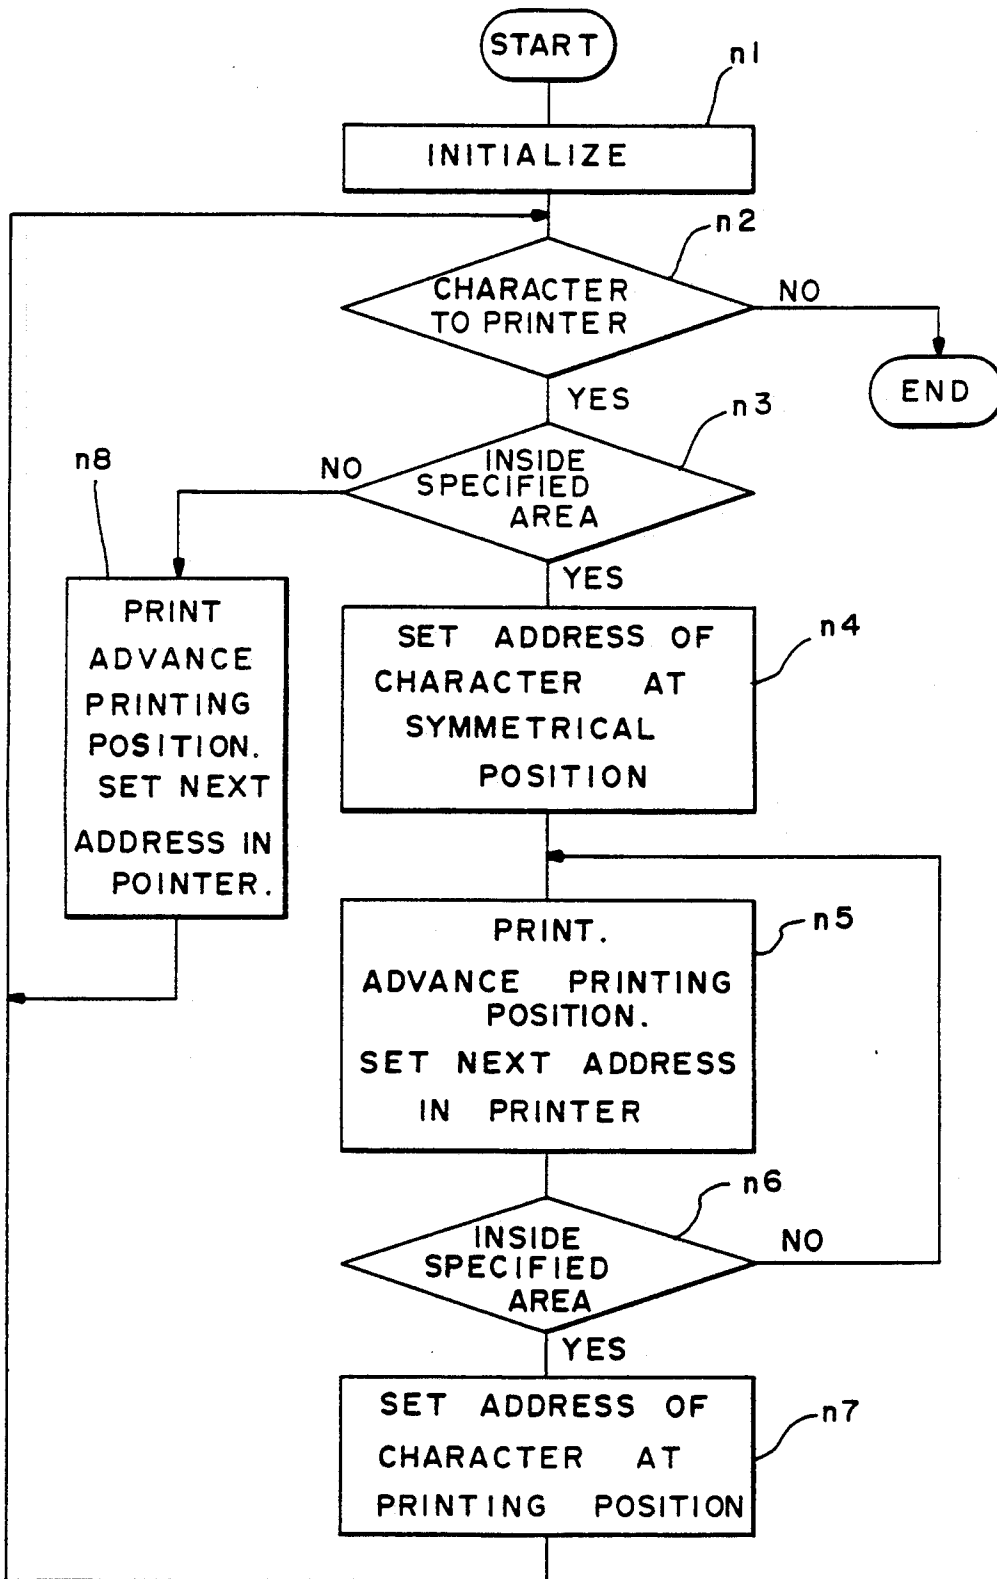 START
n1
INITIALIZE
n2
CHARACTER
TO PRINTER
NO
END
YES
n3
INSIDE
SPECIFIED
AREA
NO
n8
YES
PRINT
ADVANCE
PRINTING
POSITION.
SET NEXT
ADDRESS IN
POINTER.
SET ADDRESS OF
CHARACTER AT
SYMMETRICAL
POSITION
n4
PRINT.
ADVANCE PRINTING
POSITION.
SET NEXT ADDRESS
IN PRINTER
n5
n6
INSIDE
SPECIFIED
AREA
NO
YES
SET ADDRESS OF
CHARACTER AT
PRINTING POSITION
n7